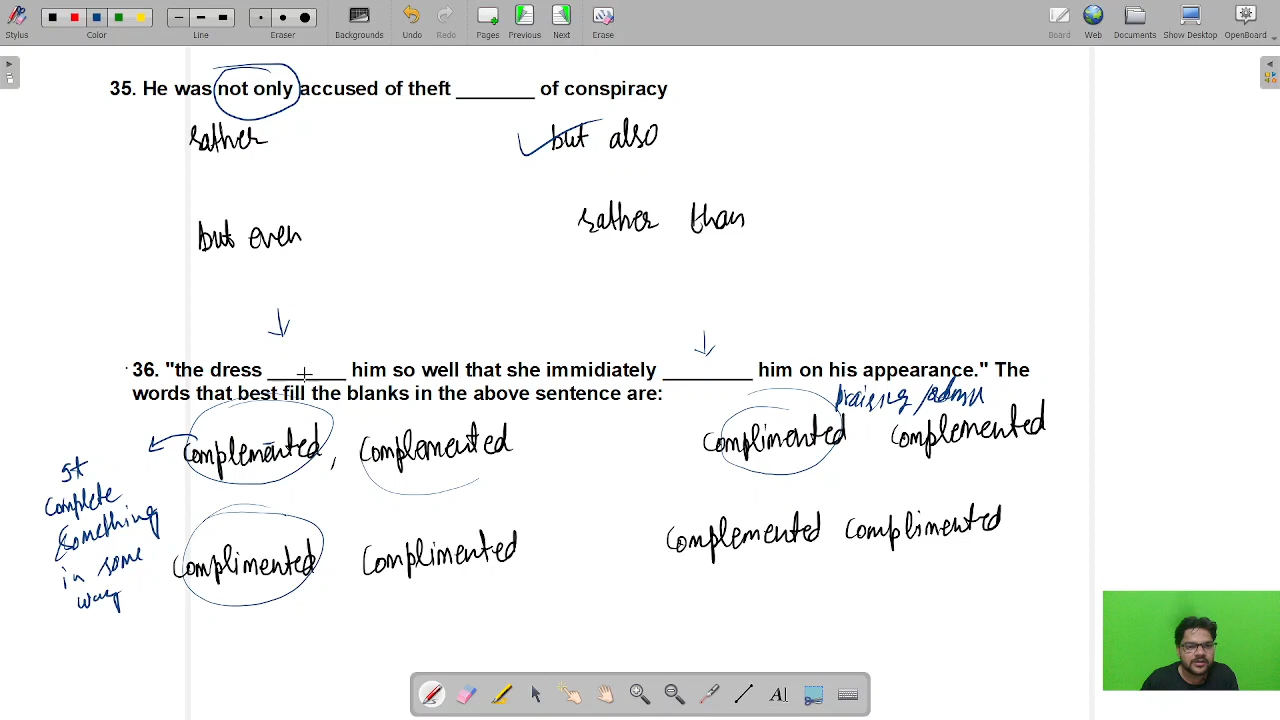 Stylus Color Line Eraser Backgrounds Undo Redo Pages Previous Next Erase Board Web Documents Show Desktop OpenBoard
35. He was not only accused of theft _______ of conspiracy
rather but also
but even rather than
36. "the dress _______ him so well that she immidiately ________ him on his appearance." The
words that best fill the blanks in the above sentence are:
praising
complemented, complemented complimented complemented
complimented complimented complemented complimented
It
complete
something
in some
way